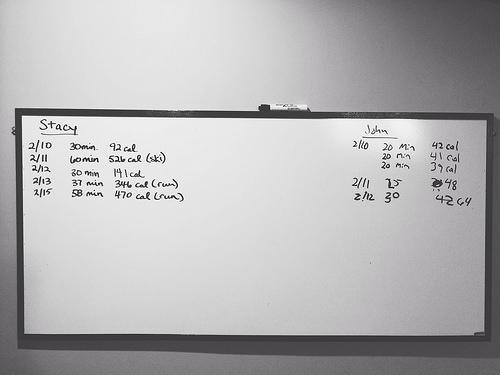 Stacy
2/10 30min 92 cal
2/11 60min 526 cal (ski)
2/12 30 min 141 cal
2/13 37 min 346 cal (run)
2/15 58 min 470 cal (run)
John
2/10 20 min 42 cal
20 min 41 cal
20 min 39 cal
2/11 25 48
2/12 30 64